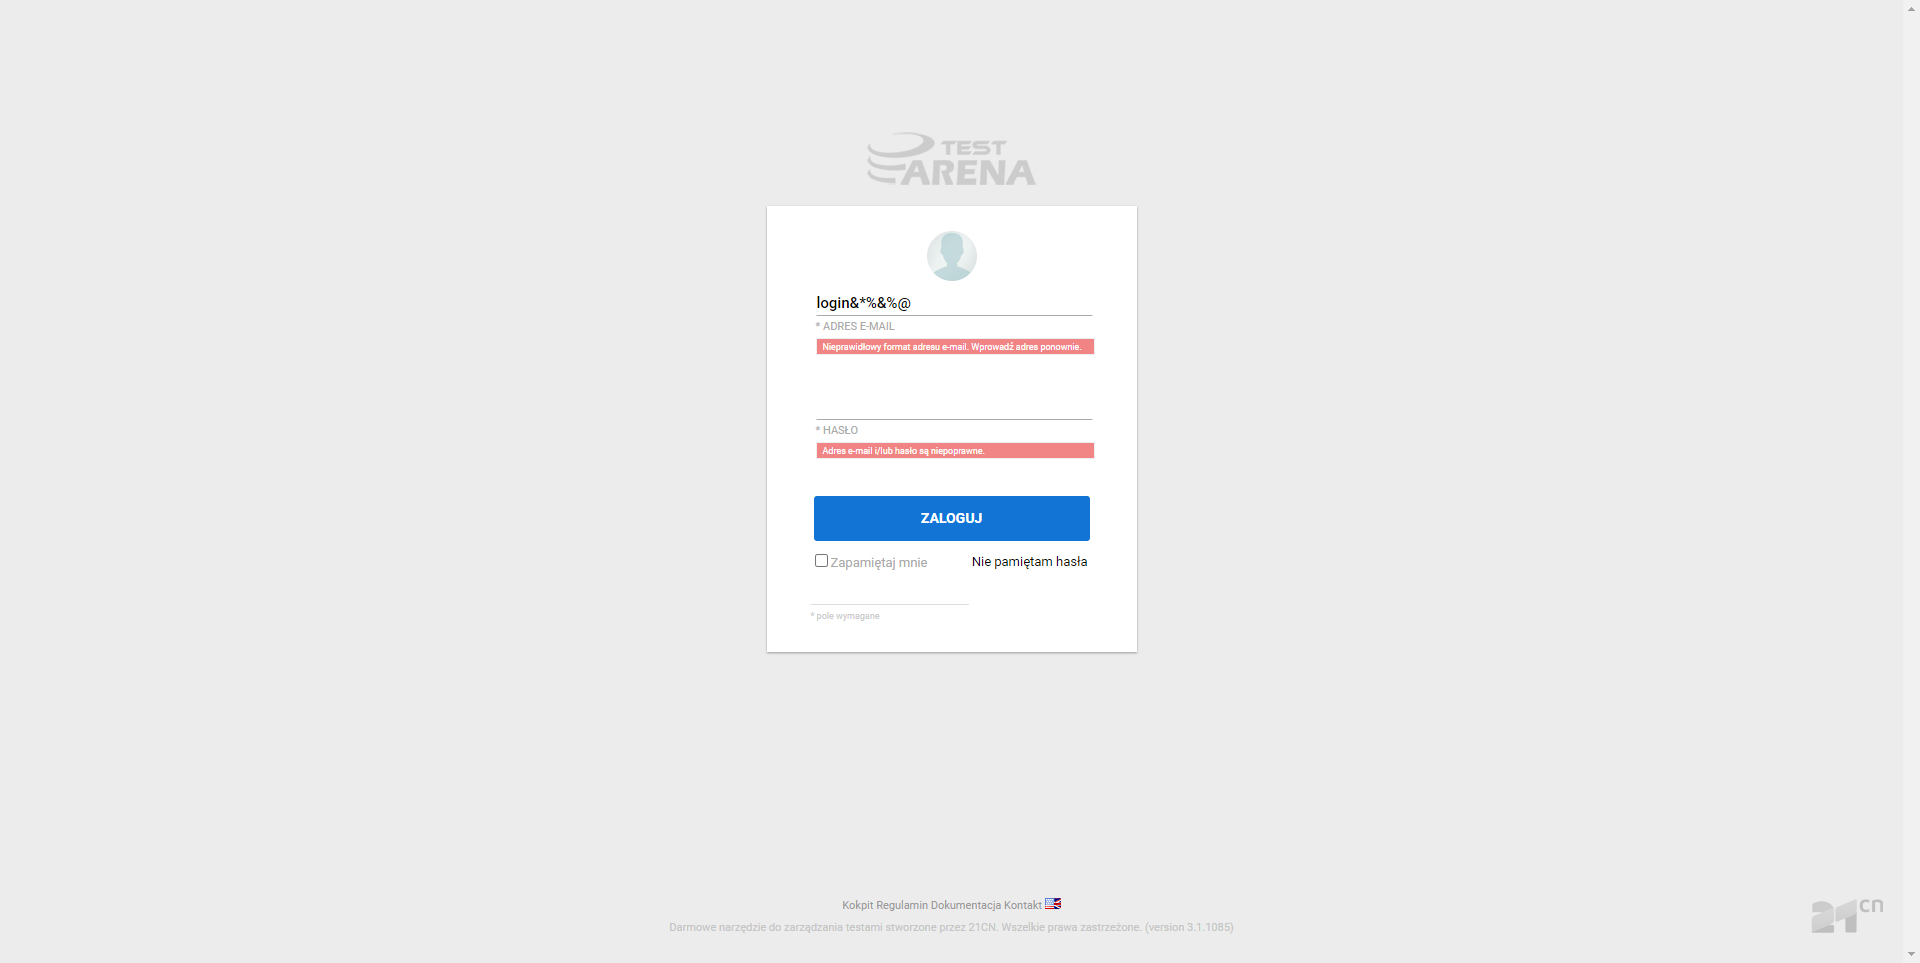 TEST
ARENA
login&*%&%@
* ADRES E-MAIL
Nieprawidłowy format adresu e-mail. Wprowadź adres ponownie.
* HASŁO
Adres e-mail i/lub hasło są niepoprawne.
ZALOGUJ
Zapamiętaj mnie Nie pamiętam hasła
* pole wymagane
Kokpit Regulamin Dokumentacja Kontakt
Darmowe narzędzie do zarządzania testami stworzone przez 21CN. Wszelkie prawa zastrzeżone. (version 3.1.1085)
21cn